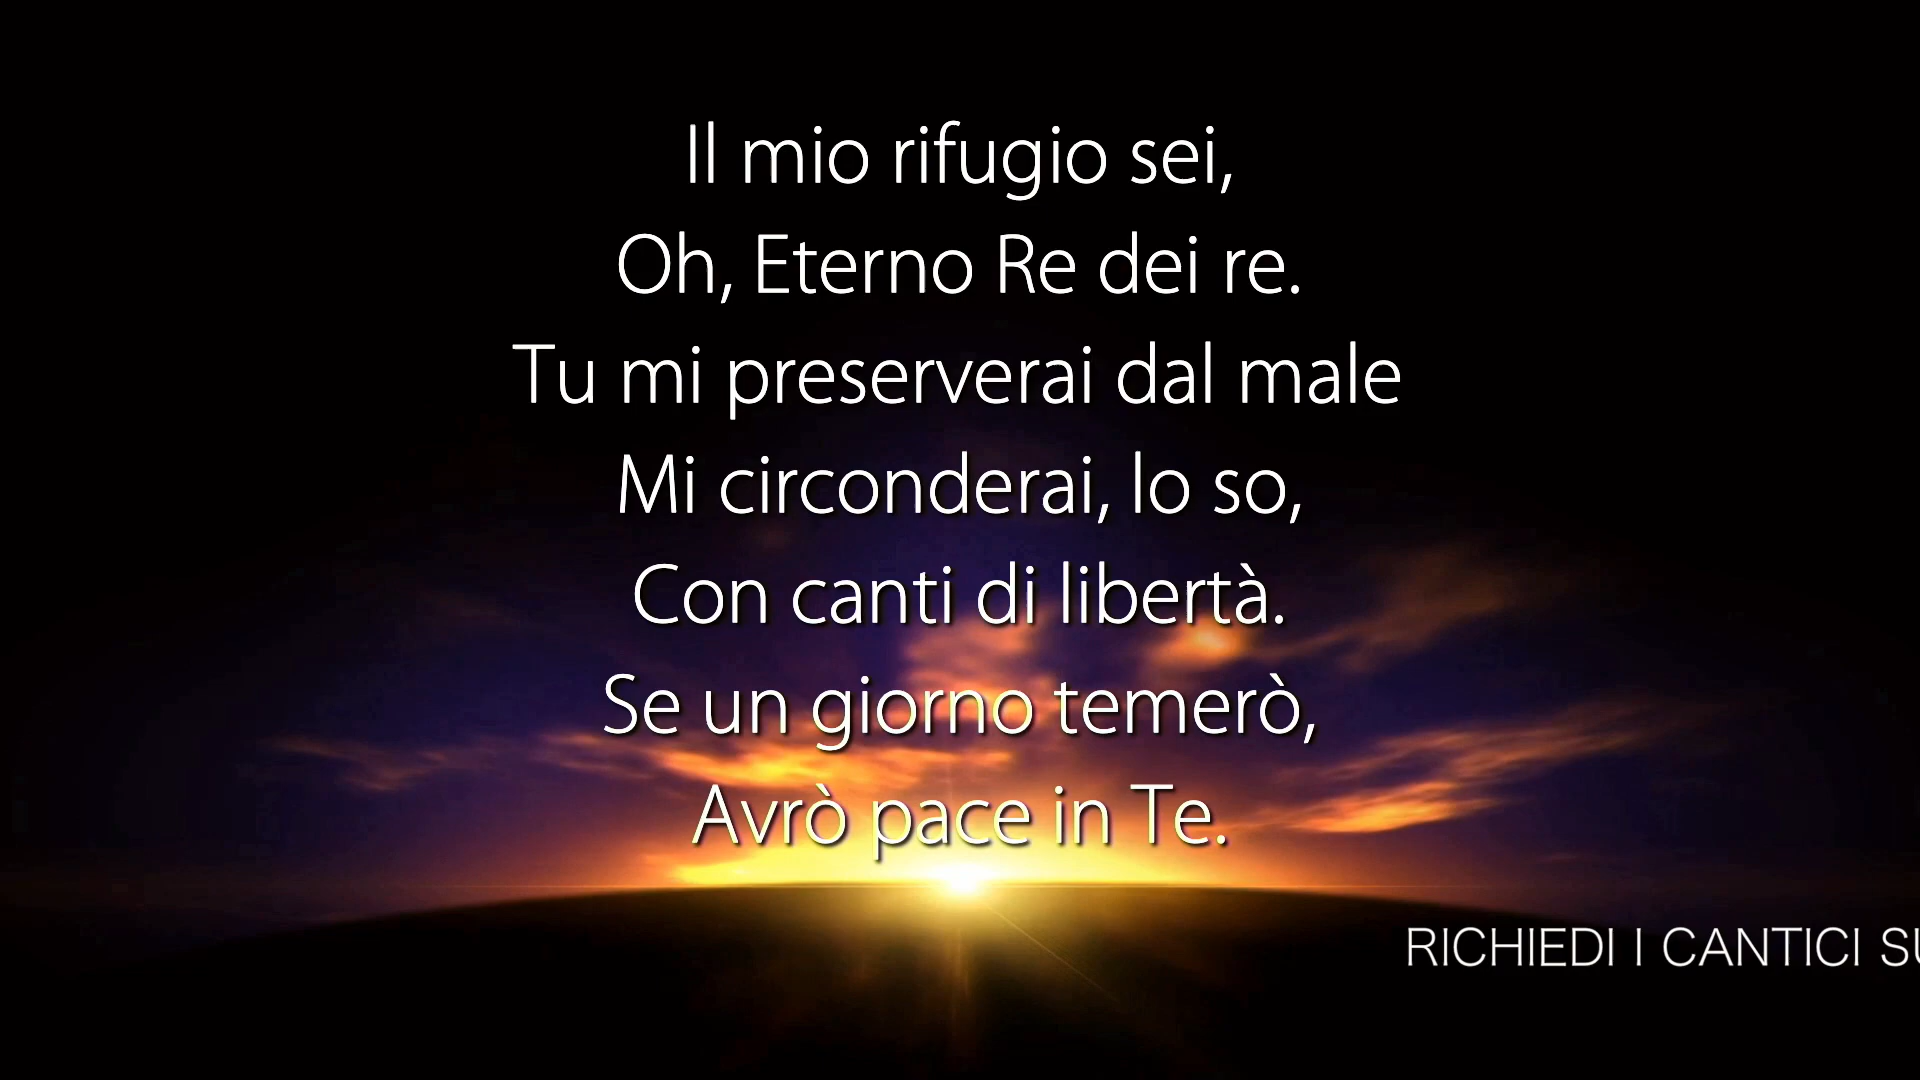 Il mio rifugio sei,
Oh, Eterno Re dei re.
Tu mi preserverai dal male
Mi circonderai, lo so,
Con canti di libertà.
Se un giorno temerò,
Avrò pace in Te.
RICHIEDI I CANTICI